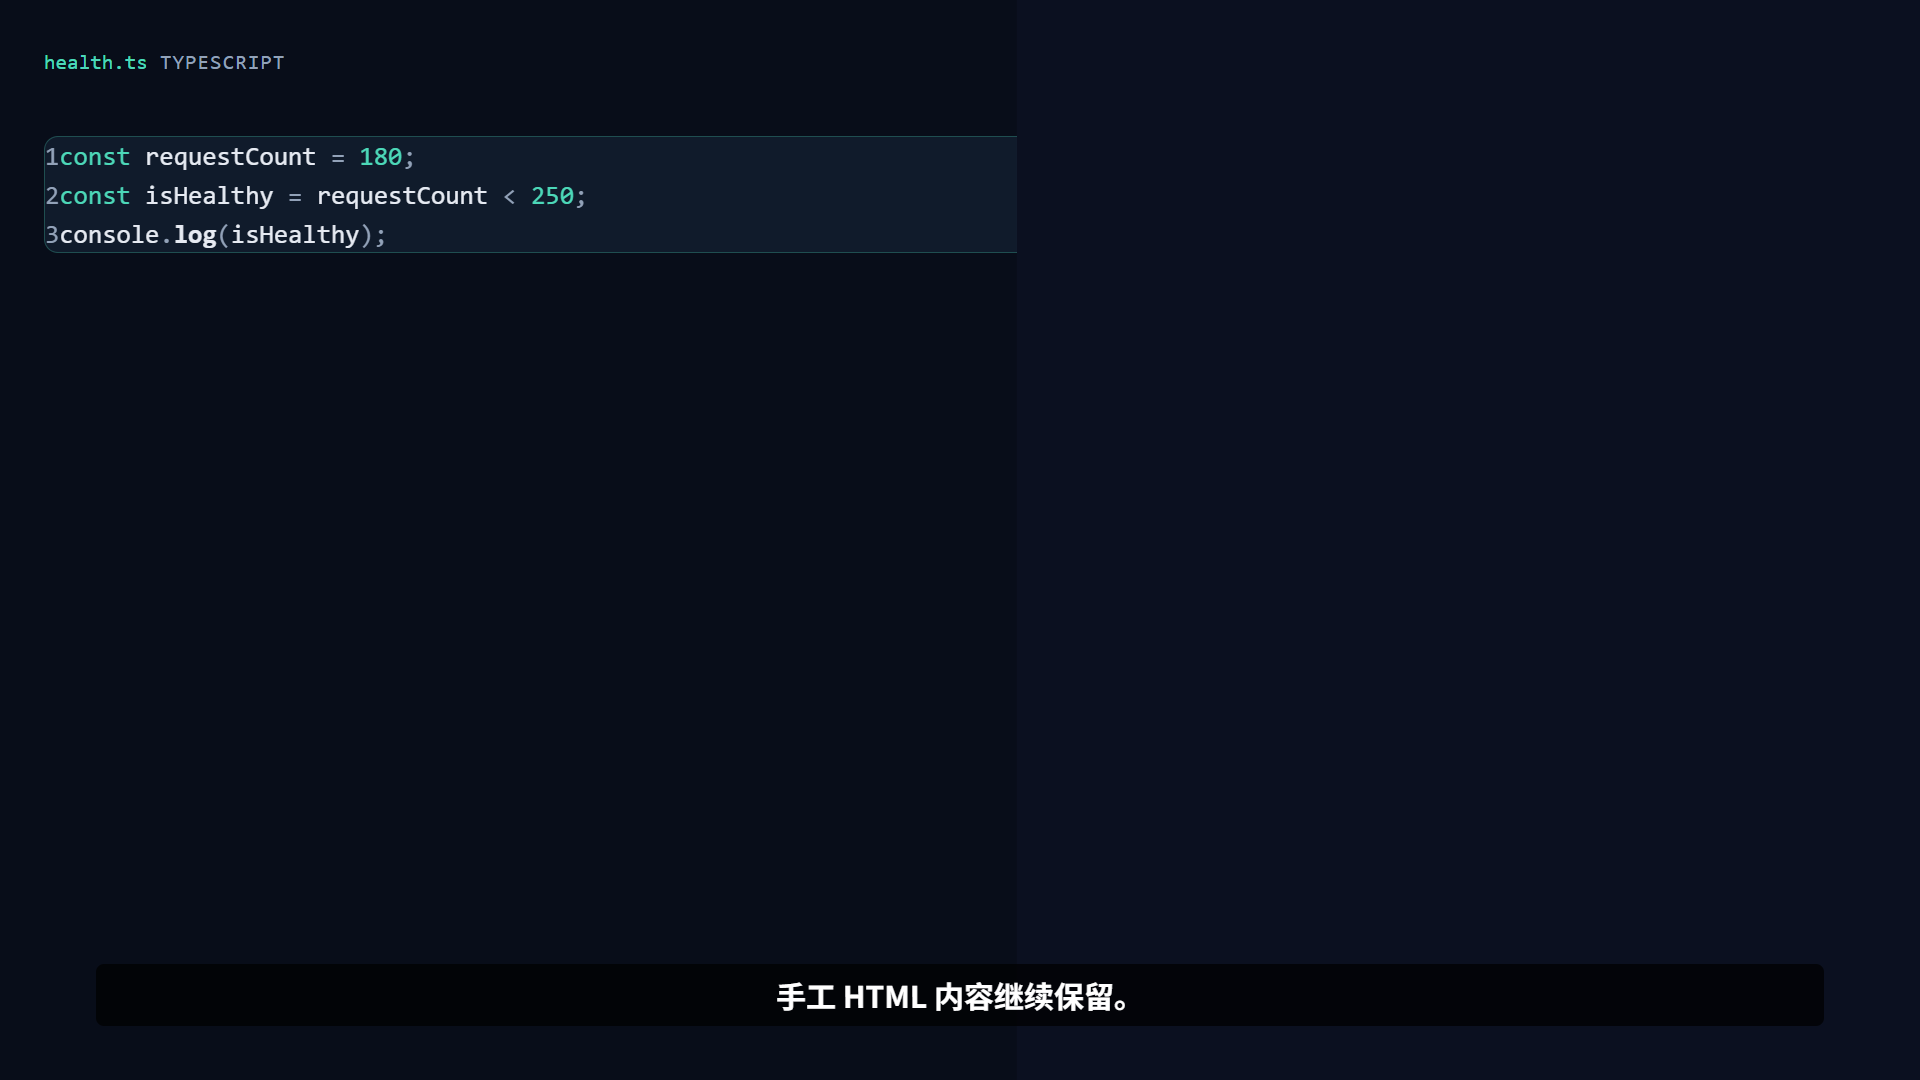 health.ts TYPESCRIPT
1const requestCount = 180;
2const isHealthy = requestCount < 250;
3console.log(isHealthy);
手工 HTML 内容继续保留。